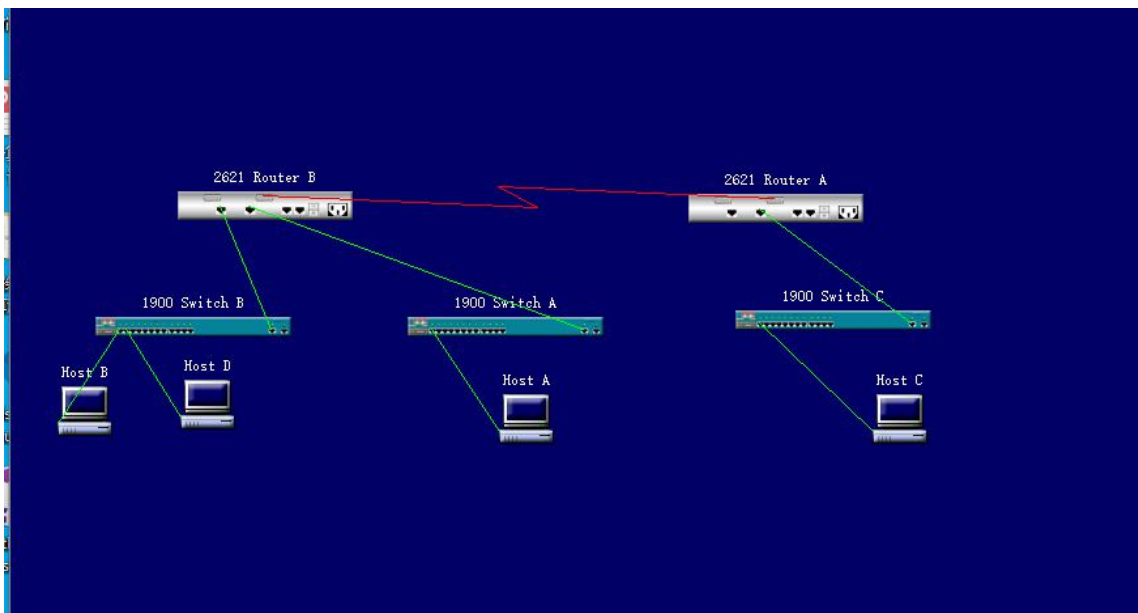 2621 Router B
2621 Router A
1900 Switch B
1900 Switch A
1900 Switch C
Host B
Host D
Host A
Host C